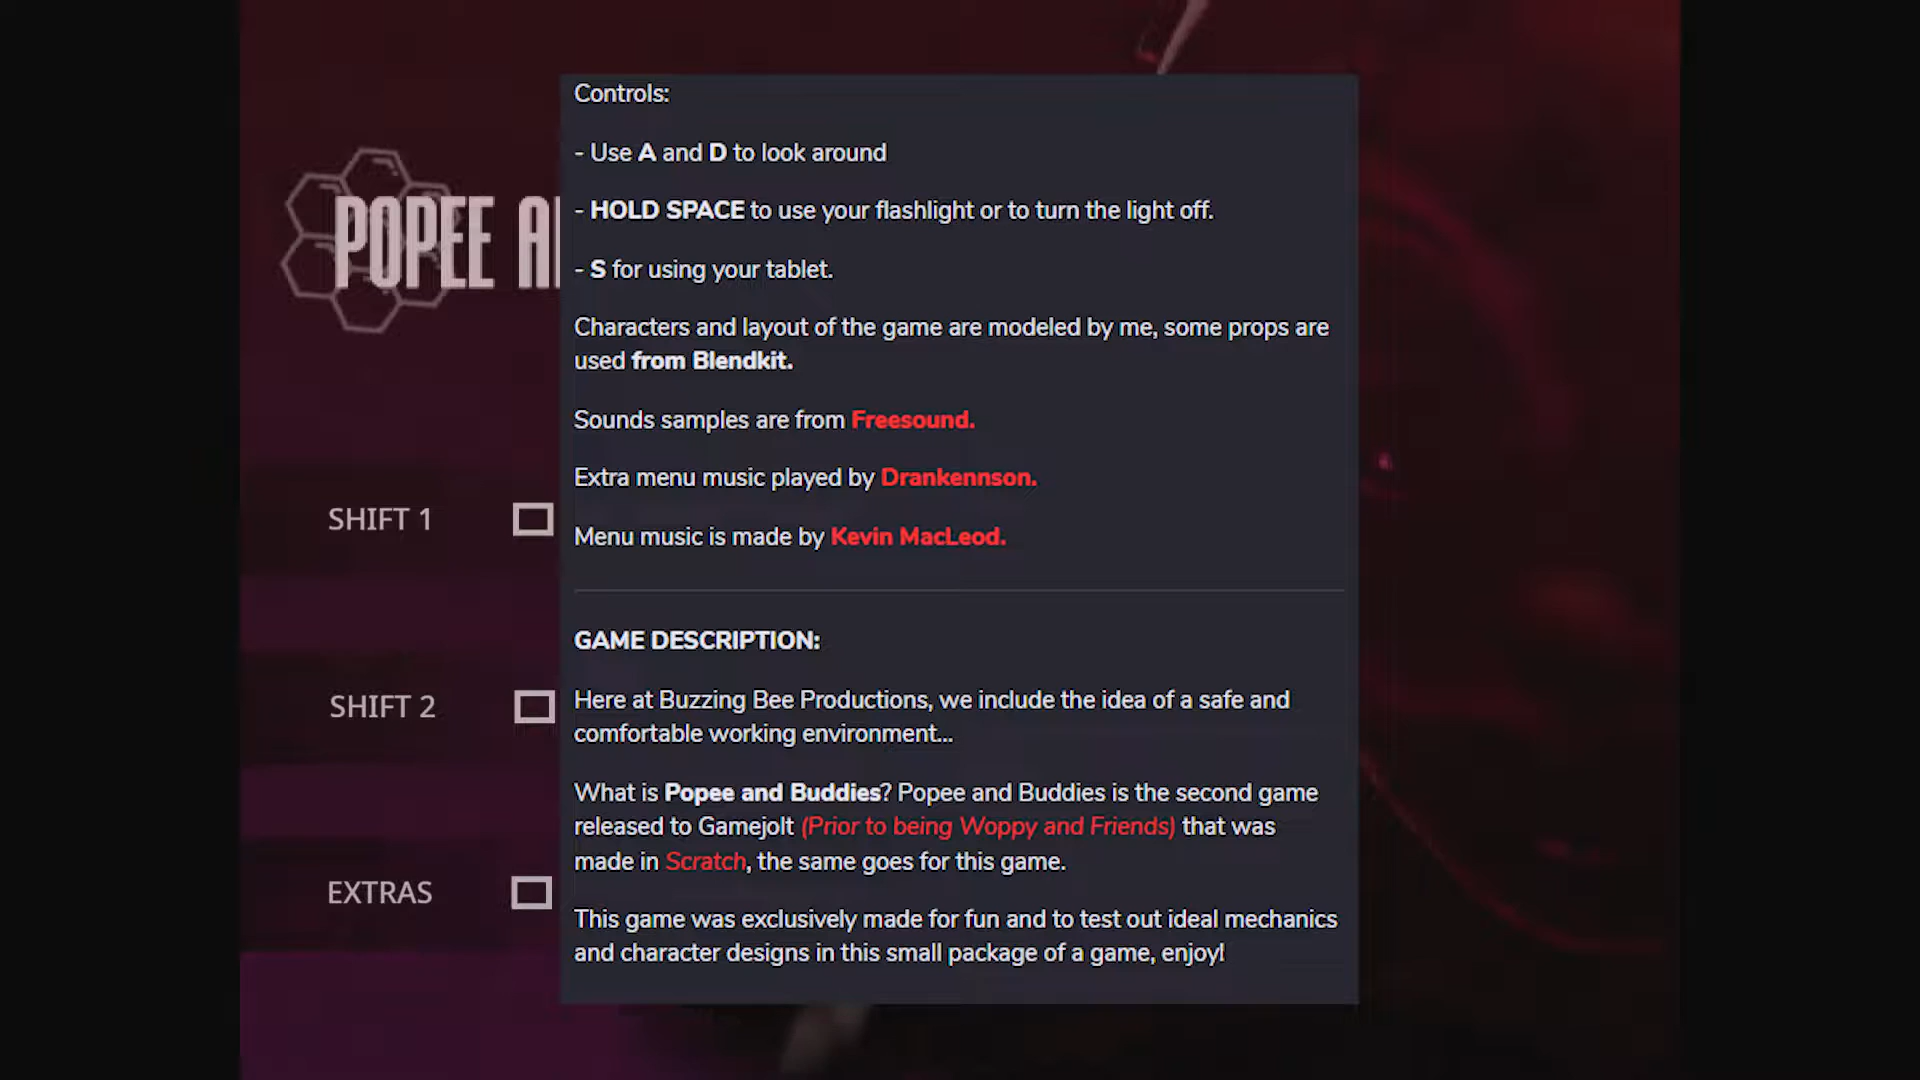 Controls:
- Use A and D to look around
- HOLD SPACE to use your flashlight or to turn the light off.
- S for using your tablet.
Characters and layout of the game are modeled by me, some props are
used from Blendkit.
Sounds samples are from Freesound.
Extra menu music played by Drankennson.
Menu music is made by Kevin MacLeod.
GAME DESCRIPTION:
Here at Buzzing Bee Productions, we include the idea of a safe and
comfortable working environment...
What is Popee and Buddies? Popee and Buddies is the second game
released to Gamejolt (Prior to being Woppy and Friends) that was
made in Scratch, the same goes for this game.
This game was exclusively made for fun and to test out ideal mechanics
and character designs in this small package of a game, enjoy!
POPEE
SHIFT 1
SHIFT 2
EXTRAS